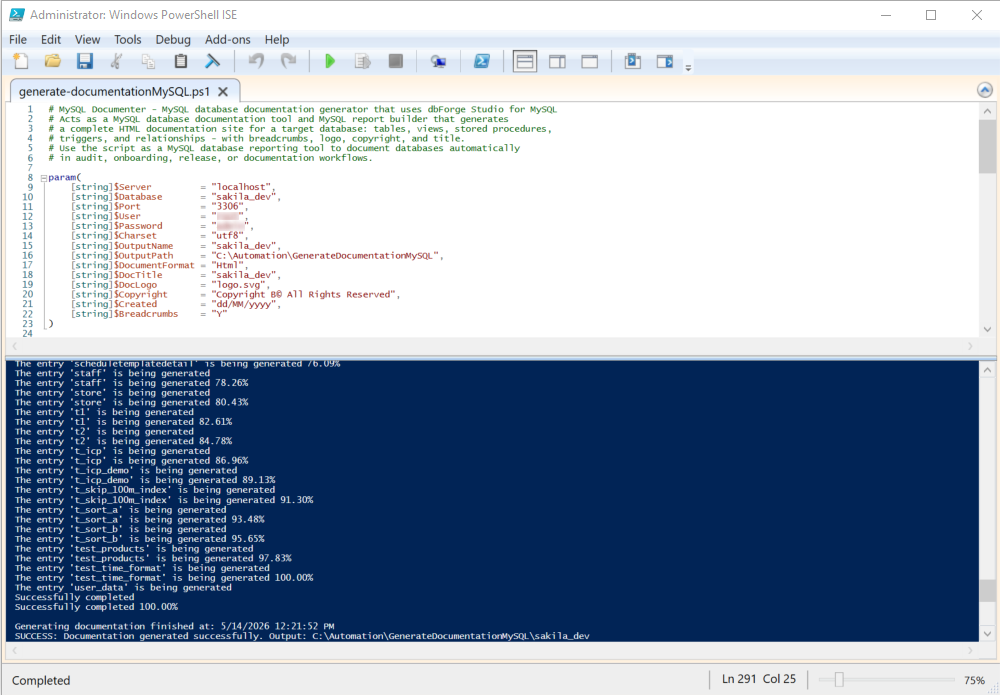 Administrator: Windows PowerShell ISE
File Edit View Tools Debug Add-ons Help
generate-documentationMySQL.ps1
1 # MySQL Documenter - MySQL database documentation generator that uses dbForge Studio for MySQL
2 # Acts as a MySQL database documentation tool and MySQL report builder that generates
3 # a complete HTML documentation site for a target database: tables, views, stored procedures,
4 # triggers, and relationships - with breadcrumbs, logo, copyright, and title.
5 # Use the script as a MySQL database reporting tool to document databases automatically
6 # in audit, onboarding, release, or documentation workflows.
7
8 param(
9 [string]$Server = "localhost",
10 [string]$Database = "sakila_dev",
11 [string]$Port = "3306",
12 [string]$User = "",
13 [string]$Password = "",
14 [string]$Charset = "utf8",
15 [string]$OutputName = "sakila_dev",
16 [string]$OutputPath = "C:\Automation\GenerateDocumentationMySQL",
17 [string]$DocumentFormat = "Html",
18 [string]$DocTitle = "sakila_dev",
19 [string]$DocLogo = "logo.svg",
20 [string]$Copyright = "Copyright В© All Rights Reserved",
21 [string]$Created = "dd/MM/yyyy",
22 [string]$Breadcrumbs = "Y"
23 )
24
The entry 'scheduletemplatedetail' is being generated 76.09%
The entry 'staff' is being generated
The entry 'staff' is being generated 78.26%
The entry 'store' is being generated
The entry 'store' is being generated 80.43%
The entry 't1' is being generated
The entry 't1' is being generated 82.61%
The entry 't2' is being generated
The entry 't2' is being generated 84.78%
The entry 't_icp' is being generated
The entry 't_icp' is being generated 86.96%
The entry 't_icp_demo' is being generated
The entry 't_icp_demo' is being generated 89.13%
The entry 't_skip_100m_index' is being generated
The entry 't_skip_100m_index' is being generated 91.30%
The entry 't_sort_a' is being generated
The entry 't_sort_a' is being generated 93.48%
The entry 't_sort_b' is being generated
The entry 't_sort_b' is being generated 95.65%
The entry 'test_products' is being generated
The entry 'test_products' is being generated 97.83%
The entry 'test_time_format' is being generated
The entry 'test_time_format' is being generated 100.00%
The entry 'user_data' is being generated
Successfully completed
Successfully completed 100.00%
Generating documentation finished at: 5/14/2026 12:21:52 PM
SUCCESS: Documentation generated successfully. Output: C:\Automation\GenerateDocumentationMySQL\sakila_dev
Completed
Ln 291 Col 25
75%